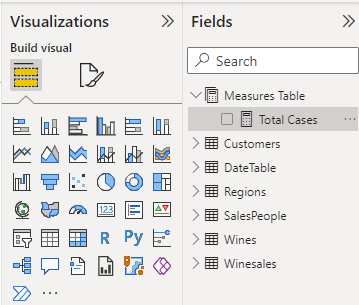 Visualizations
Build visual
123
R
Py
Fields
Search
Measures Table
Total Cases
Customers
DateTable
Regions
SalesPeople
Wines
Winesales